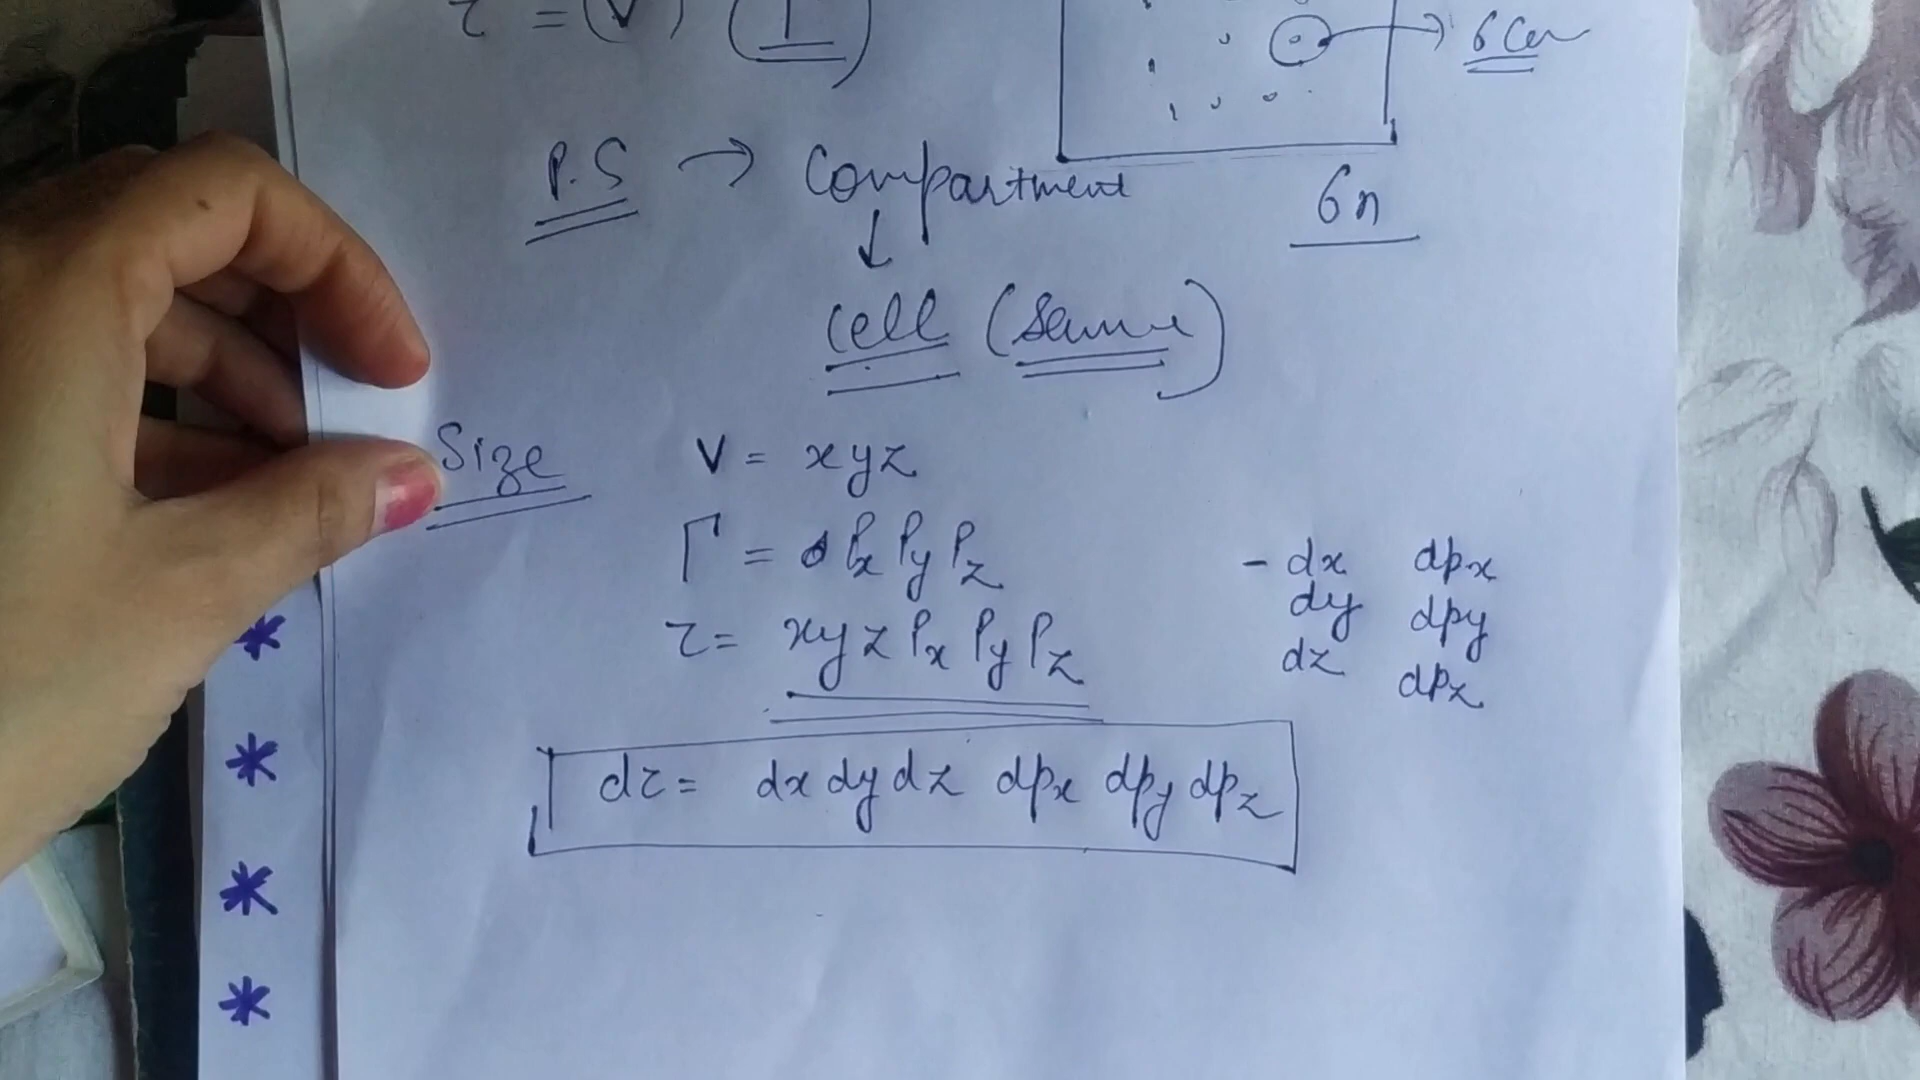 τ = (V) (Γ)
→ 6 Co
P.S → Compartment
6n
↓
Cell (Same)
Size
V = xyz
Γ = Px Py Pz
- dx dpx
dy dpy
τ = xyz Px Py Pz
dz dpz
dτ = dx dy dz dpx dpy dpz